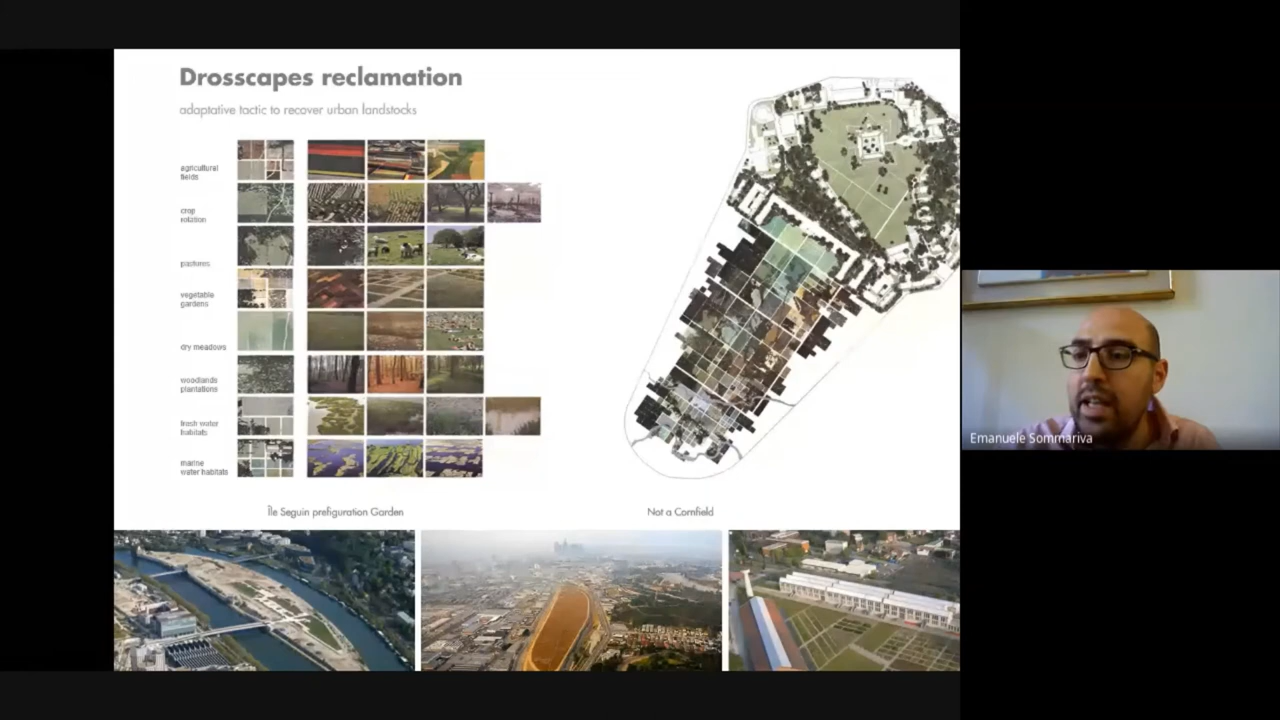 Drosscapes reclamation
adaptative tactic to recover urban landstocks
agricultural
fields
crop
rotation
pastures
vegetable
gardens
dry meadows
woodlands
plantations
fresh water
habitats
marine
water habitats
Île Seguin prefiguration Garden
Not a Cornfield
Emanuele Sommariva